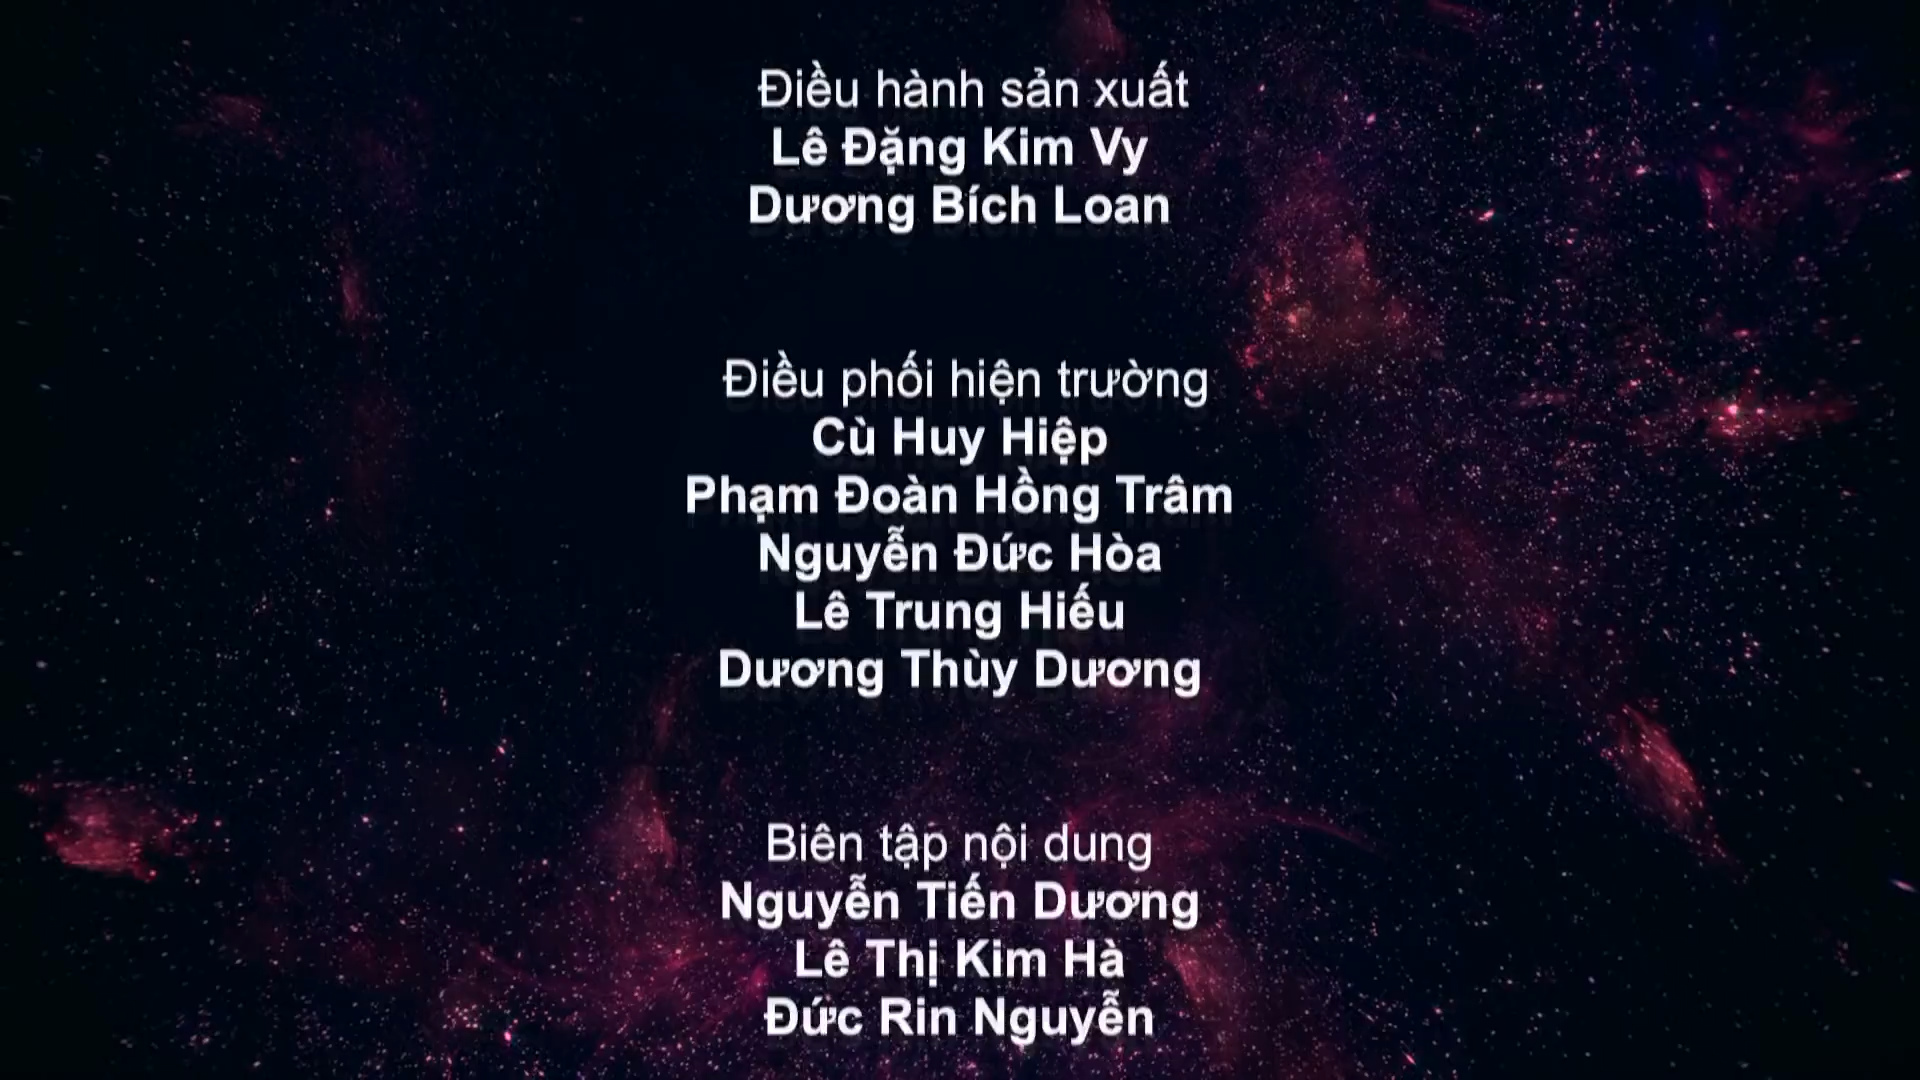 Điều hành sản xuất
Lê Đặng Kim Vy
Dương Bích Loan
Điều phối hiện trường
Cù Huy Hiệp
Phạm Đoàn Hồng Trâm
Nguyễn Đức Hòa
Lê Trung Hiếu
Dương Thùy Dương
Biên tập nội dung
Nguyễn Tiến Dương
Lê Thị Kim Hà
Đức Rin Nguyễn